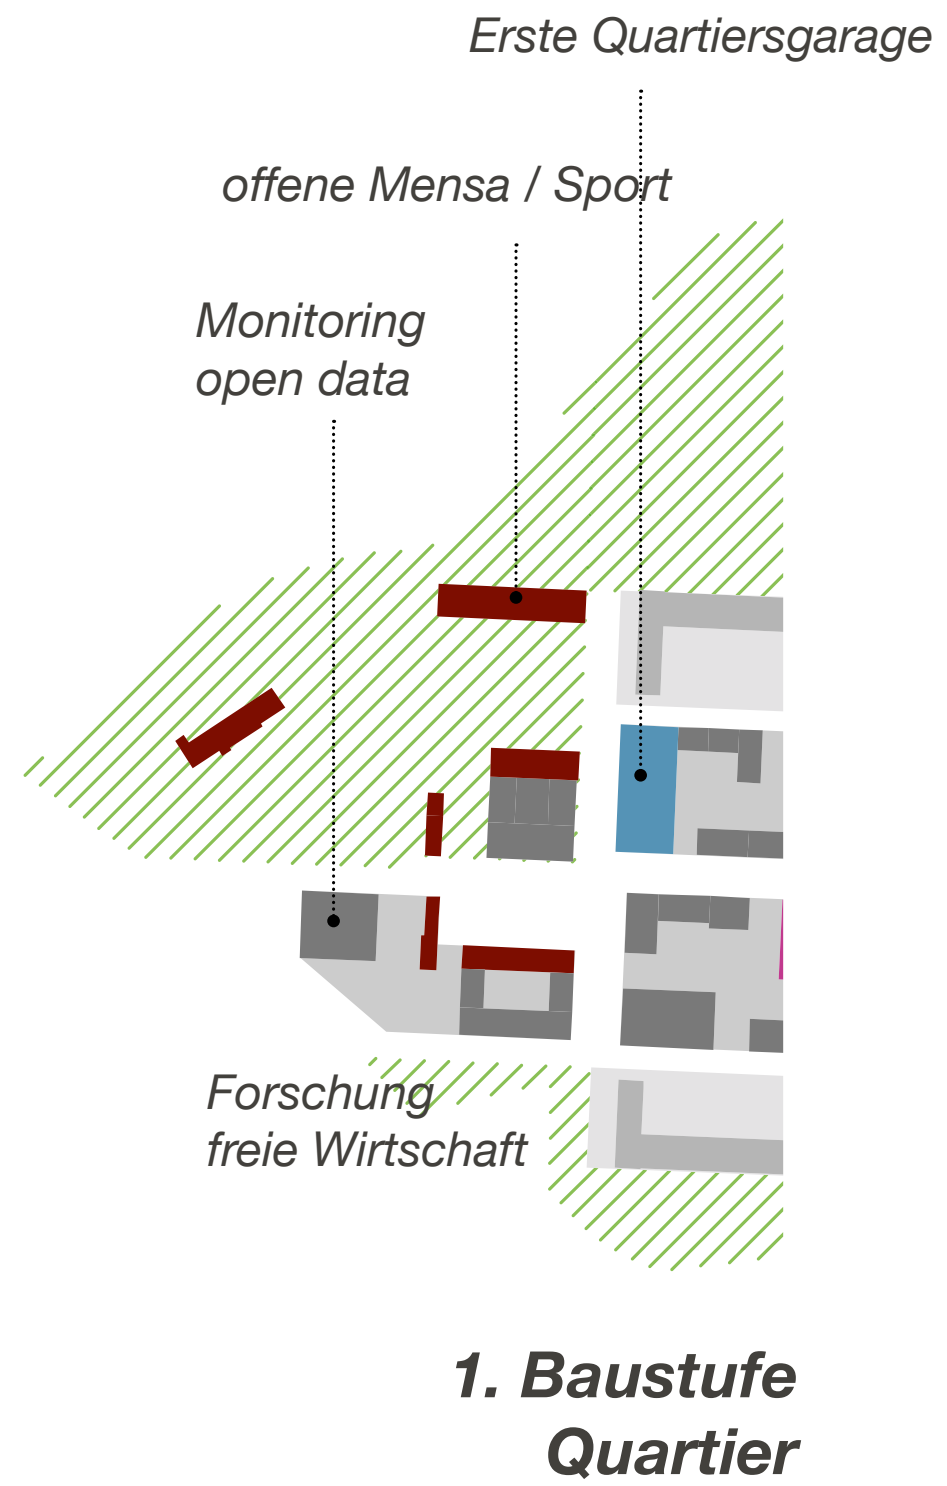 Erste Quartiersgarage
offene Mensa / Sport
Monitoring
open data
Forschung
freie Wirtschaft
1. Baustufe
Quartier